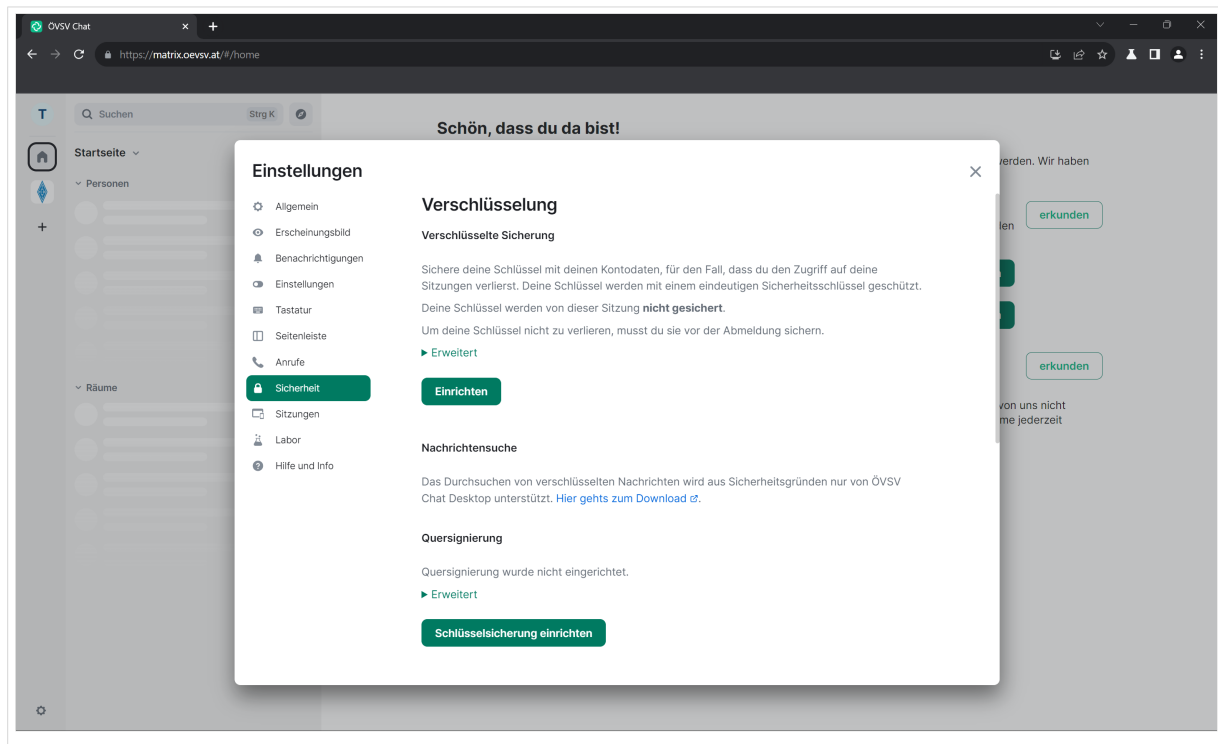 ÖVSV Chat
https://matrix.oevsv.at/#/home
T
Suchen
Strg K
Startseite
Personen
Räume
Schön, dass du da bist!
werden. Wir haben
erkunden
len
erkunden
von uns nicht
me jederzeit
Einstellungen
Allgemein
Erscheinungsbild
Benachrichtigungen
Einstellungen
Tastatur
Seitenleiste
Anrufe
Sicherheit
Sitzungen
Labor
Hilfe und Info
Verschlüsselung
Verschlüsselte Sicherung
Sichere deine Schlüssel mit deinen Kontodaten, für den Fall, dass du den Zugriff auf deine
Sitzungen verlierst. Deine Schlüssel werden mit einem eindeutigen Sicherheitsschlüssel geschützt.
Deine Schlüssel werden von dieser Sitzung nicht gesichert.
Um deine Schlüssel nicht zu verlieren, musst du sie vor der Abmeldung sichern.
Erweitert
Einrichten
Nachrichtensuche
Das Durchsuchen von verschlüsselten Nachrichten wird aus Sicherheitsgründen nur von ÖVSV
Chat Desktop unterstützt. Hier gehts zum Download.
Quersignierung
Quersignierung wurde nicht eingerichtet.
Erweitert
Schlüsselsicherung einrichten